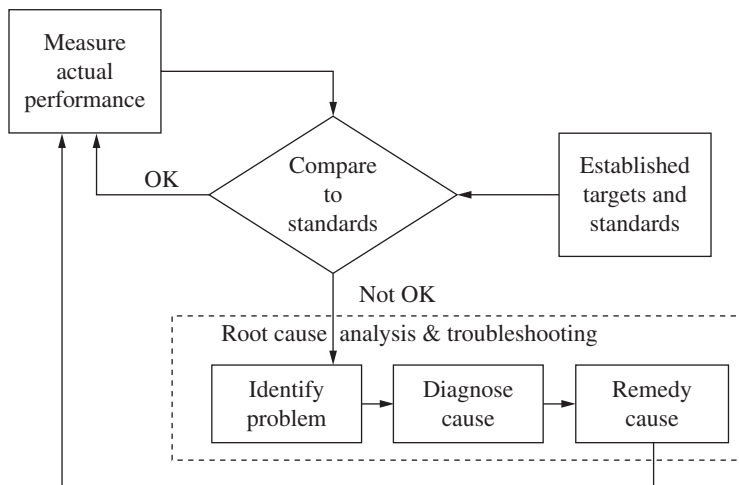 Measure
actual
performance
OK
Compare
to
standards
Established
targets and
standards
Not OK
Root cause analysis & troubleshooting
Identify
problem
Diagnose
cause
Remedy
cause